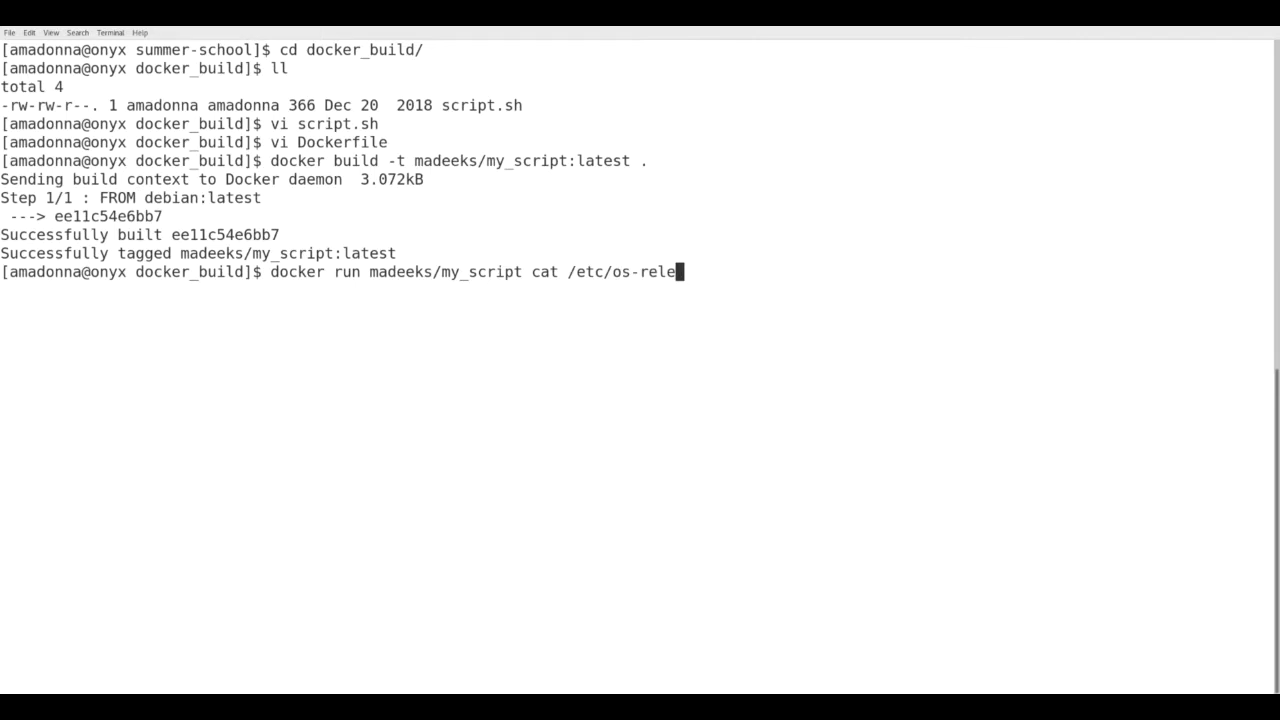 File Edit View Search Terminal Help
[amadonna@onyx summer-school]$ cd docker_build/
[amadonna@onyx docker_build]$ ll
total 4
-rw-rw-r--. 1 amadonna amadonna 366 Dec 20  2018 script.sh
[amadonna@onyx docker_build]$ vi script.sh
[amadonna@onyx docker_build]$ vi Dockerfile
[amadonna@onyx docker_build]$ docker build -t madeeks/my_script:latest .
Sending build context to Docker daemon  3.072kB
Step 1/1 : FROM debian:latest
 ---> ee11c54e6bb7
Successfully built ee11c54e6bb7
Successfully tagged madeeks/my_script:latest
[amadonna@onyx docker_build]$ docker run madeeks/my_script cat /etc/os-rele